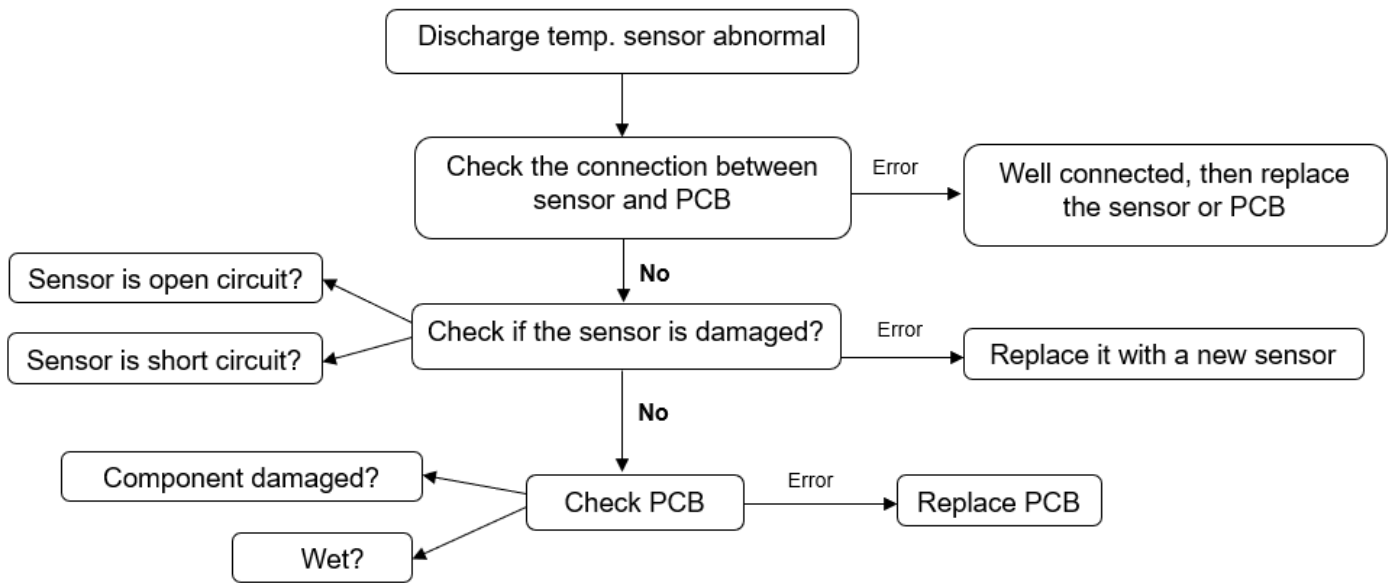 Discharge temp. sensor abnormal
Check the connection between
sensor and PCB
Error
Well connected, then replace
the sensor or PCB
No
Sensor is open circuit?
Sensor is short circuit?
Check if the sensor is damaged?
Error
Replace it with a new sensor
No
Component damaged?
Wet?
Check PCB
Error
Replace PCB